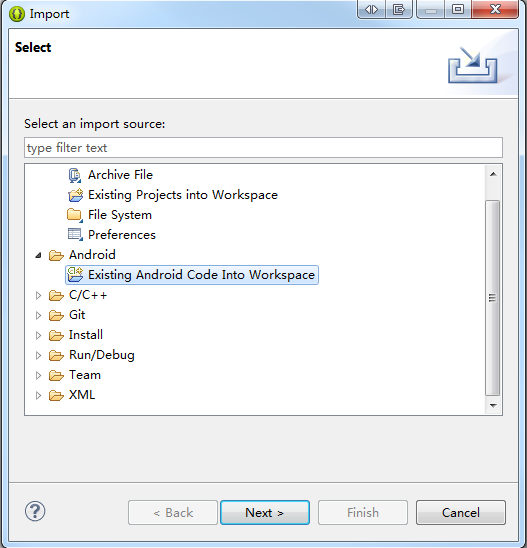 Import
Select
Select an import source:
type filter text
Archive File
Existing Projects into Workspace
File System
Preferences
Android
Existing Android Code Into Workspace
C/C++
Git
Install
Run/Debug
Team
XML
< Back
Next >
Finish
Cancel